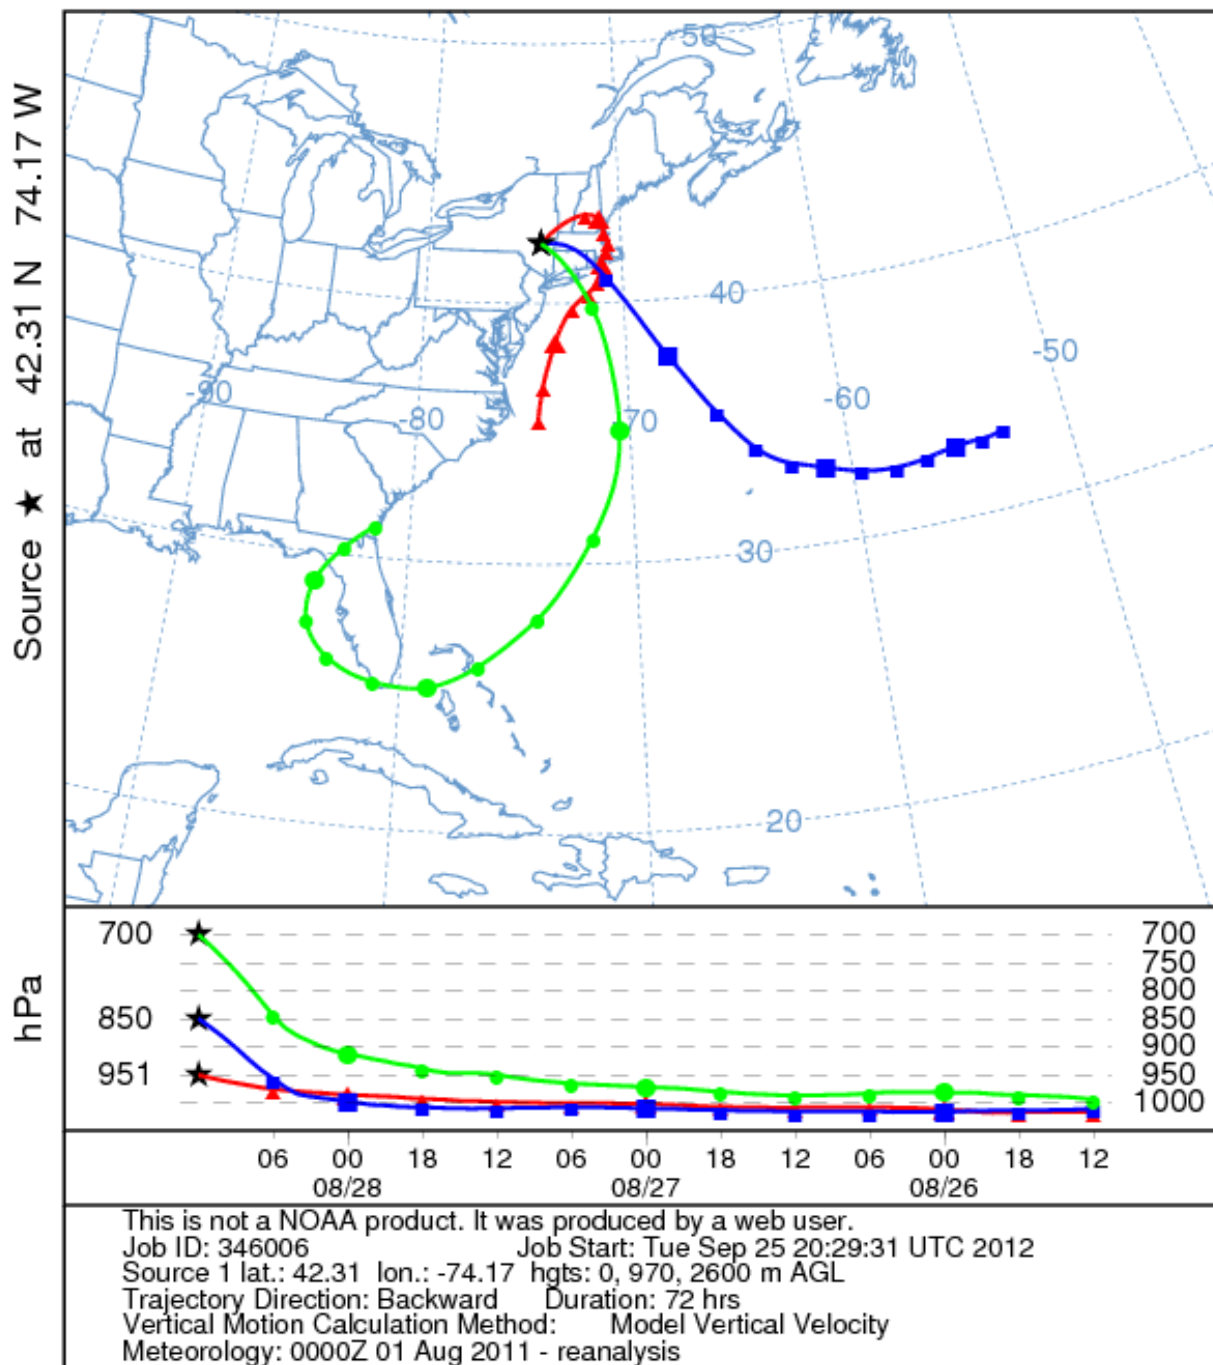 Source ★ at 42.31 N 74.17 W
50
40
-50
-90
-60
-80
70
30
20
hPa
700 700
750
800
850 850
900
951 950
1000
06 00 18 12 06 00 18 12 06 00 18 12
08/28 08/27 08/26
This is not a NOAA product. It was produced by a web user.
Job ID: 346006 Job Start: Tue Sep 25 20:29:31 UTC 2012
Source 1 lat.: 42.31 lon.: -74.17 hgts: 0, 970, 2600 m AGL
Trajectory Direction: Backward Duration: 72 hrs
Vertical Motion Calculation Method: Model Vertical Velocity
Meteorology: 0000Z 01 Aug 2011 - reanalysis